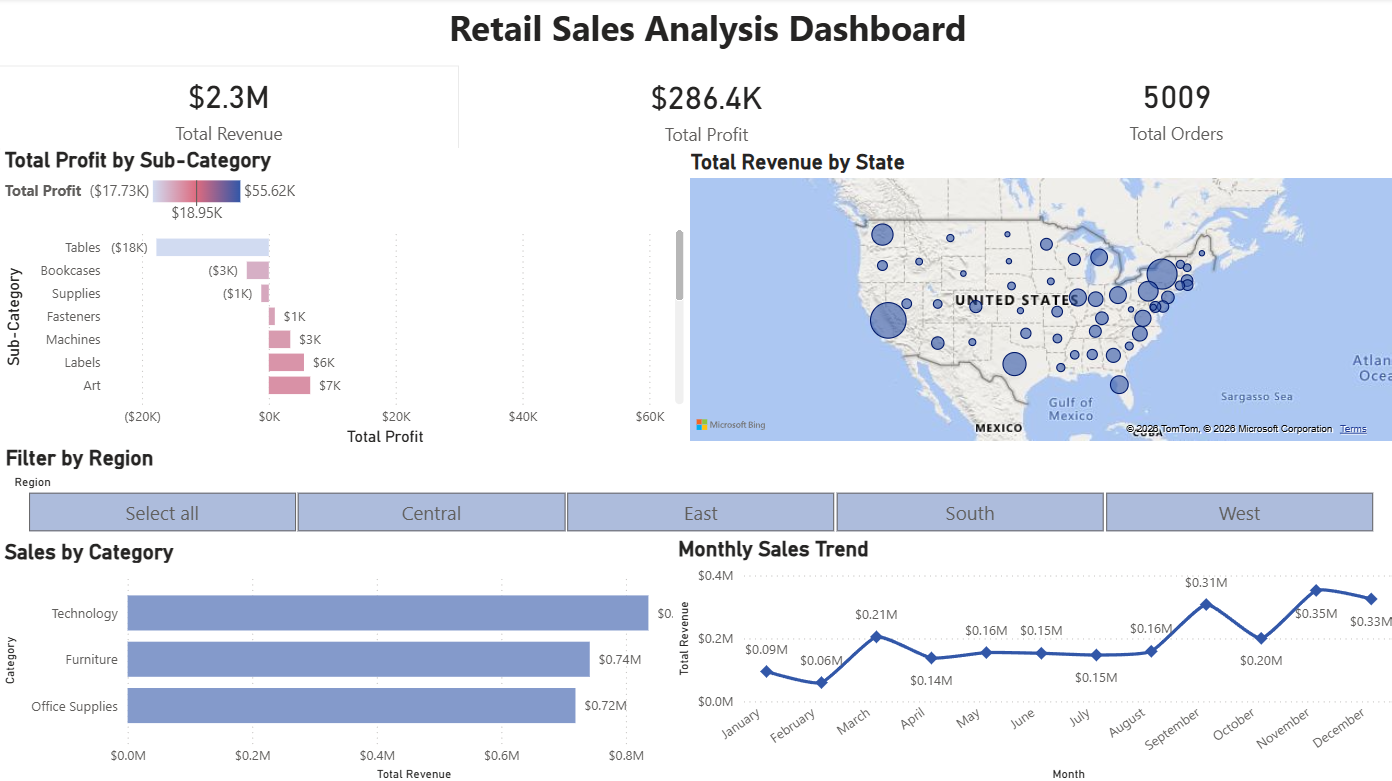 Retail Sales Analysis Dashboard
$2.3M
Total Revenue
$286.4K
Total Profit
5009
Total Orders
Total Profit by Sub-Category
Total Profit ($17.73K) $55.62K
$18.95K
Sub-Category
Tables ($18K)
Bookcases ($3K)
Supplies ($1K)
Fasteners $1K
Machines $3K
Labels $6K
Art $7K
($20K) $0K $20K $40K $60K
Total Profit
Total Revenue by State
UNITED STATES
Atlan
Ocea
Sargasso Sea
Gulf of
Mexico
MEXICO
CUBA
Microsoft Bing
© 2026 TomTom, © 2026 Microsoft Corporation Terms
Filter by Region
Region
Select all Central East South West
Sales by Category
Category
Technology $0.
Furniture $0.74M
Office Supplies $0.72M
$0.0M $0.2M $0.4M $0.6M $0.8M
Total Revenue
Monthly Sales Trend
Total Revenue
$0.4M
$0.2M
$0.0M
$0.09M $0.06M $0.21M $0.14M $0.16M $0.15M $0.15M $0.16M $0.31M $0.20M $0.35M $0.33M
January February March April May June July August September October November December
Month